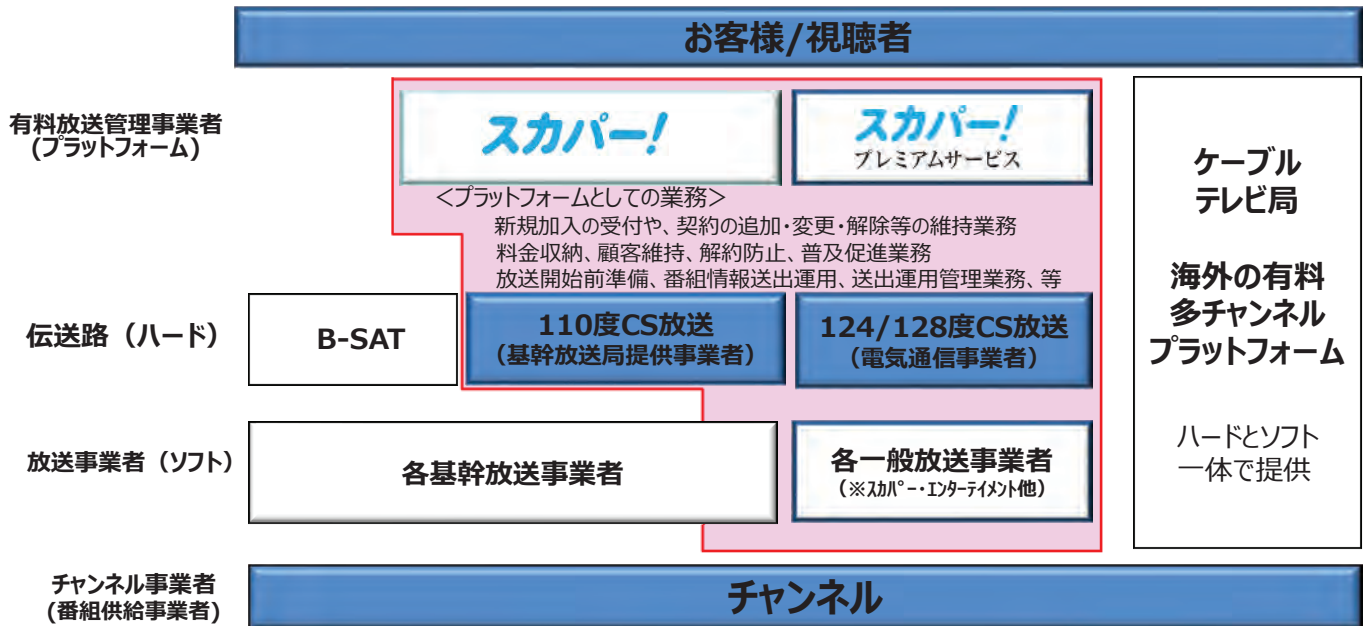 お客様/視聴者
有料放送管理事業者
(プラットフォーム)
スカパー!
スカパー!
プレミアムサービス
＜プラットフォームとしての業務＞
新規加入の受付や、契約の追加・変更・解除等の維持業務
料金収納、顧客維持、解約防止、普及促進業務
放送開始前準備、番組情報送出運用、送出運用管理業務、等
伝送路（ハード）
B-SAT
110度CS放送
（基幹放送局提供事業者）
124/128度CS放送
（電気通信事業者）
放送事業者（ソフト）
各基幹放送事業者
各一般放送事業者
（※ｽｶﾊﾟｰ・ｴﾝﾀｰﾃｲﾒﾝﾄ他）
ケーブル
テレビ局
海外の有料
多チャンネル
プラットフォーム
ハードとソフト
一体で提供
チャンネル事業者
(番組供給事業者)
チャンネル